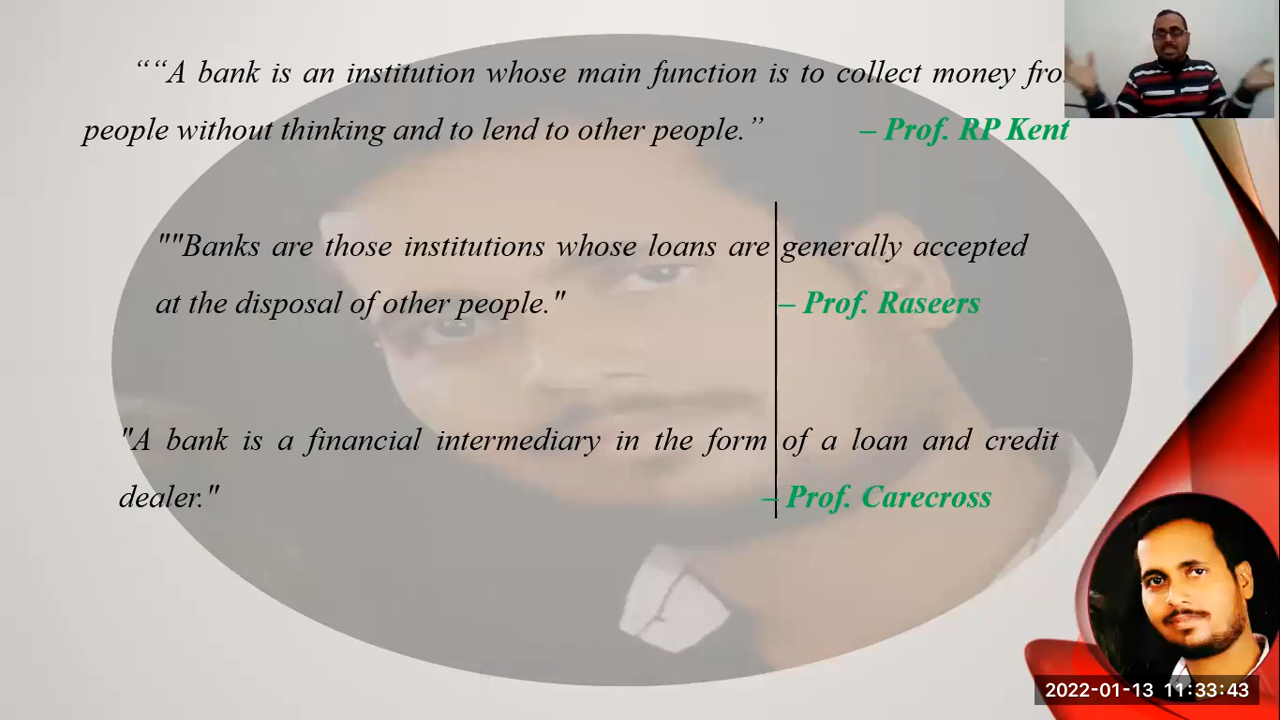 ““A bank is an institution whose main function is to collect money
people without thinking and to lend to other people.” – Prof. RP Kent
""Banks are those institutions whose loans are generally accepted
at the disposal of other people." – Prof. Raseers
"A bank is a financial intermediary in the form of a loan and credit
dealer." – Prof. Carecross
2022-01-13 11:33:43